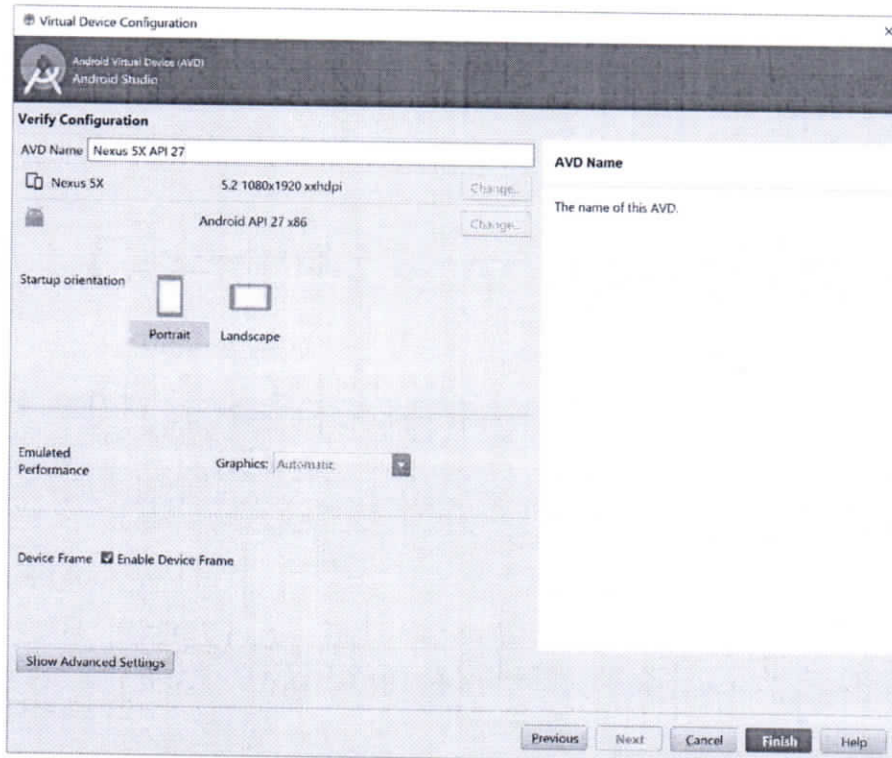 Virtual Device Configuration
Android Virtual Device (AVD)
Android Studio
Verify Configuration
AVD Name Nexus 5X API 27
Nexus 5X 5.2 1080x1920 xxhdpi Change...
Android API 27 x86 Change...
Startup orientation
Portrait Landscape
Emulated
Performance
Graphics: Automatic
Device Frame Enable Device Frame
Show Advanced Settings
AVD Name
The name of this AVD.
Previous Next Cancel Finish Help